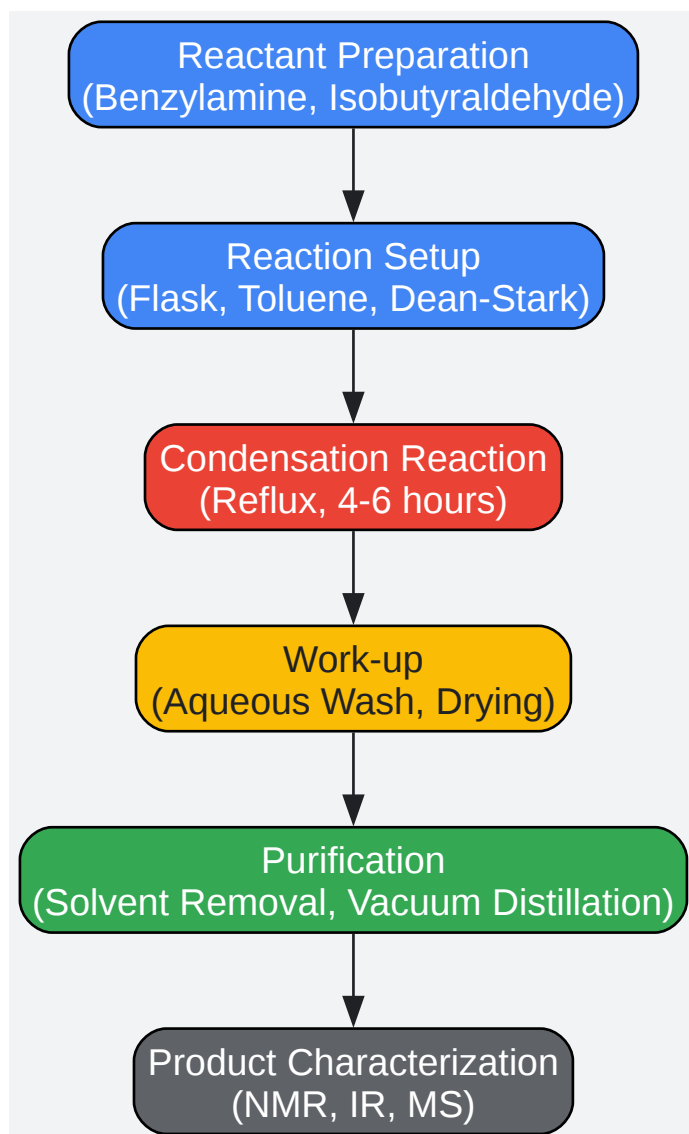 Reactant Preparation
(Benzylamine, Isobutyraldehyde)
Reaction Setup
(Flask, Toluene, Dean-Stark)
Condensation Reaction
(Reflux, 4-6 hours)
Work-up
(Aqueous Wash, Drying)
Purification
(Solvent Removal, Vacuum Distillation)
Product Characterization
(NMR, IR, MS)